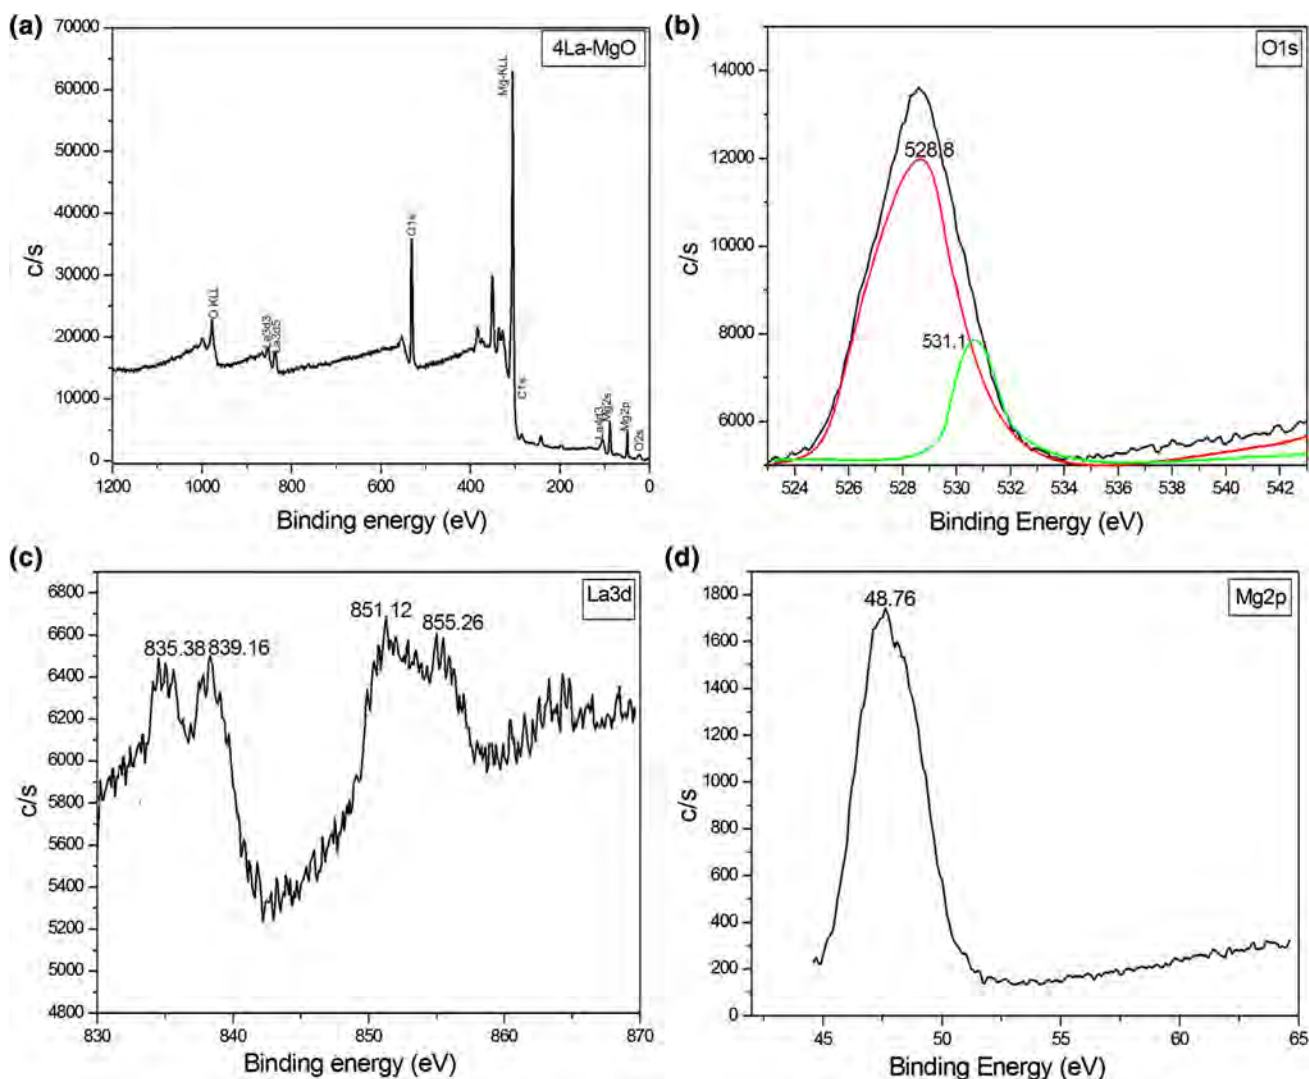 (a)
70000
60000
50000
40000
30000
20000
10000
0
c/s
4La-MgO
O KLL
La3d3
La3d5
O1s
Mg-KLL
C1s
La4d3
Mg2s
Mg2p
O2s
1200 1000 800 600 400 200 0
Binding energy (eV)
(b)
14000
12000
10000
8000
6000
c/s
O1s
528.8
531.1
524 526 528 530 532 534 536 538 540 542
Binding Energy (eV)
(c)
6800
6600
6400
6200
6000
5800
5600
5400
5200
5000
4800
c/s
La3d
835.38 839.16
851.12
855.26
830 840 850 860 870
Binding energy (eV)
(d)
1800
1600
1400
1200
1000
800
600
400
200
0
c/s
Mg2p
48.76
45 50 55 60 65
Binding Energy (eV)